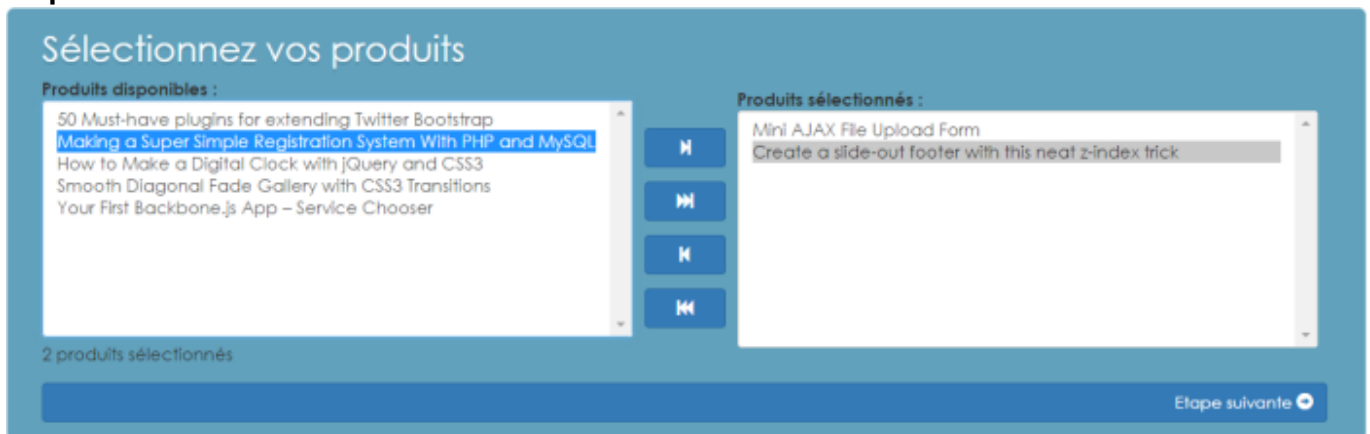 Sélectionnez vos produits
Produits disponibles :
50 Must-have plugins for extending Twitter Bootstrap
Making a Super Simple Registration System With PHP and MySQL
How to Make a Digital Clock with jQuery and CSS3
Smooth Diagonal Fade Gallery with CSS3 Transitions
Your First Backbone.js App – Service Chooser
2 produits sélectionnés
Produits sélectionnés :
Mini AJAX File Upload Form
Create a slide-out footer with this neat z-index trick
Etape suivante